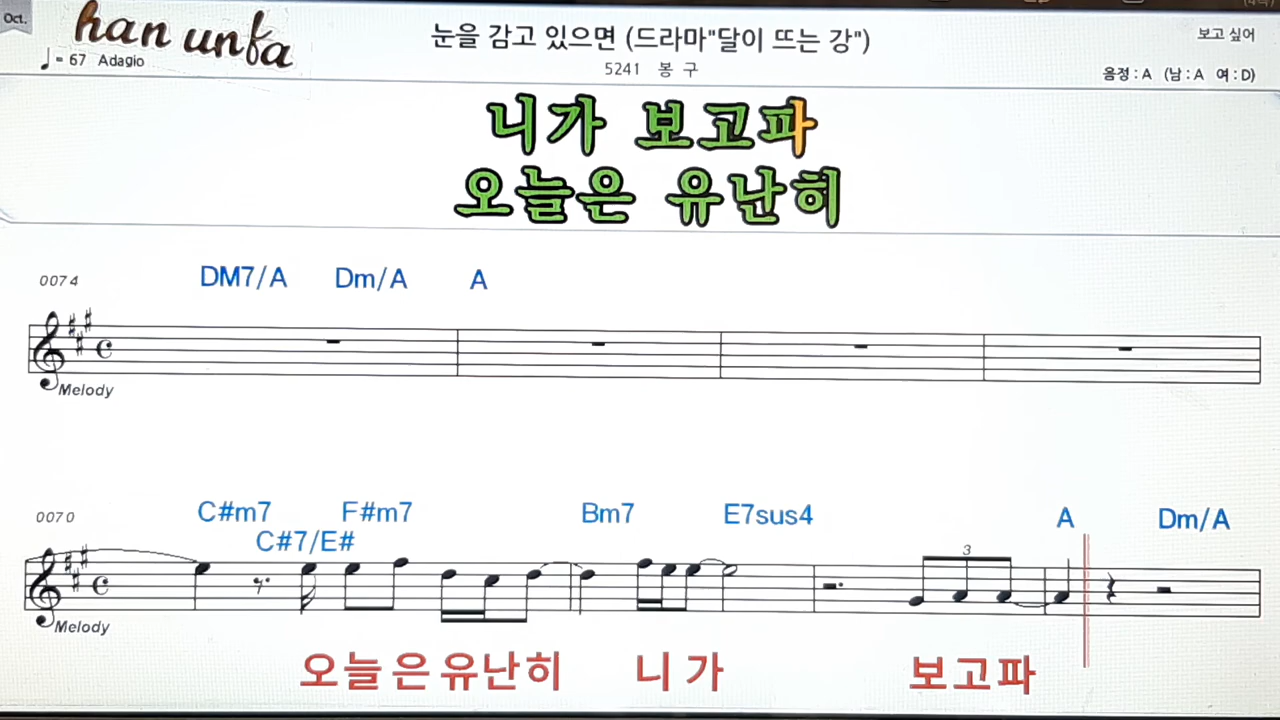 Oct.
han unfa
♩= 67 Adagio
눈을 감고 있으면 (드라마"달이 뜨는 강")
5241 봉 구
보고 싶어
음정 : A (남 : A 여 : D)
니가 보고파
오늘은 유난히
0074
DM7/A Dm/A A
Melody
0070
C#m7 F#m7 Bm7 E7sus4 A Dm/A
C#7/E#
3
Melody
오늘은유난히 니가 보고파